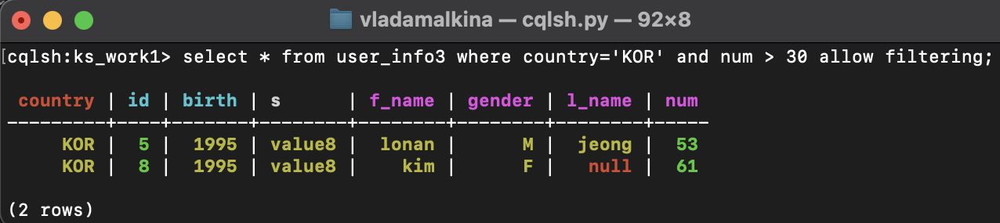 vladamalkina — cqlsh.py — 92×8
[cqlsh:ks_work1> select * from user_info3 where country='KOR' and num > 30 allow filtering;
 country | id | birth | s      | f_name | gender | l_name | num
---------+----+-------+--------+--------+--------+--------+-----
     KOR |  5 |  1995 | value8 |  lonan |      M |  jeong |  53
     KOR |  8 |  1995 | value8 |    kim |      F |   null |  61
(2 rows)